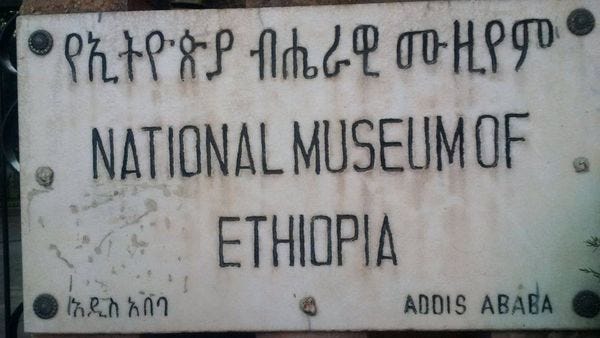 የኢትዮጵያ ብሔራዊ ሙዚየም
NATIONAL MUSEUM OF
ETHIOPIA
አዲስ አበባ ADDIS ABABA